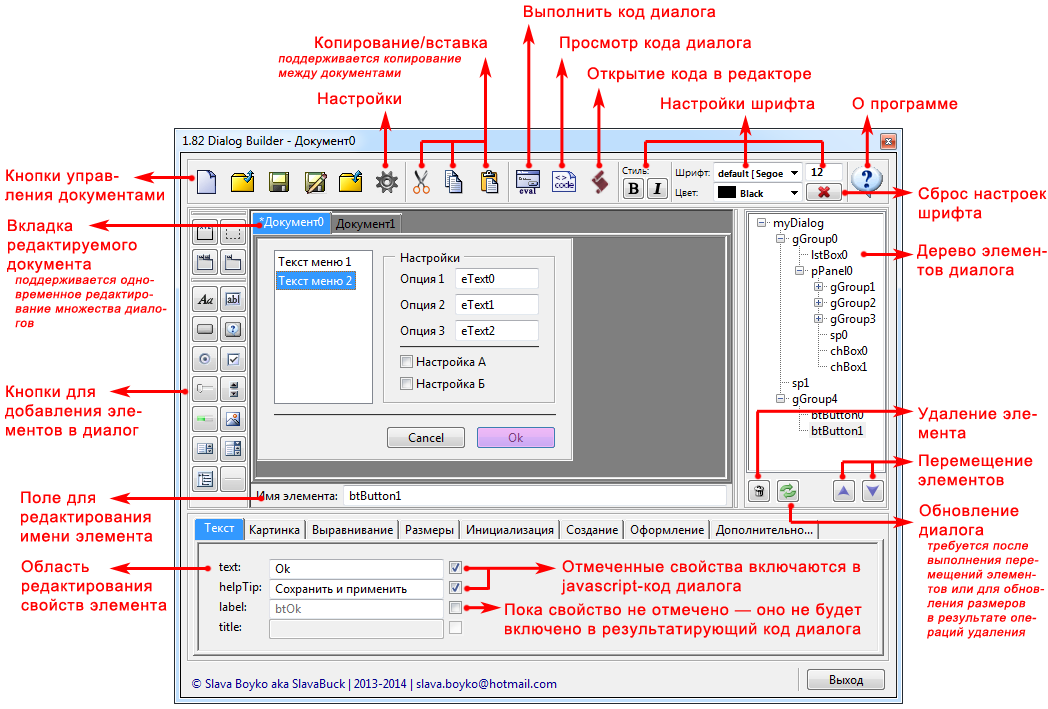 Выполнить код диалога
Копирование/вставка
поддерживается копирование
между документами
Просмотр кода диалога
Открытие кода в редакторе
Настройки
Настройки шрифта
О программе
1.82 Dialog Builder - Документ0
Кнопки управ-
ления документами
eval
<>
code
Стиль:
B I
Шрифт: default [ Segoe 12
Цвет: Black
?
Сброс настроек
шрифта
Вкладка
редактируемого
документа
поддерживается одно-
временное редактиро-
вание множества диало-
гов
*Документ0 Документ1
Текст меню 1
Текст меню 2
Настройки
Опция 1 eText0
Опция 2 eText1
Опция 3 eText2
Настройка А
Настройка Б
Cancel Ok
Aa ab
?
myDialog
gGroup0
lstBox0
pPanel0
gGroup1
gGroup2
gGroup3
sp0
chBox0
chBox1
sp1
gGroup4
btButton0
btButton1
Дерево элемен-
тов диалога
Кнопки для
добавления эле-
ментов в диалог
Удаление эле-
мента
Перемещение
элементов
Поле для
редактирования
имени элемента
Имя элемента: btButton1
Обновление
диалога
требуется после
выполнения пере-
мещений элемен-
тов или для обнов-
ления размеров
в результате опе-
раций удаления
Текст Картинка Выравнивание Размеры Инициализация Создание Оформление Дополнительно...
Область
редактирования
свойств элемента
text: Ok
helpTip: Сохранить и применить
label: btOk
title:
Отмеченные свойства включаются в
javascript-код диалога
Пока свойство не отмечено — оно не будет
включено в результатирующий код диалога
© Slava Boyko aka SlavaBuck | 2013-2014 | slava.boyko@hotmail.com
Выход